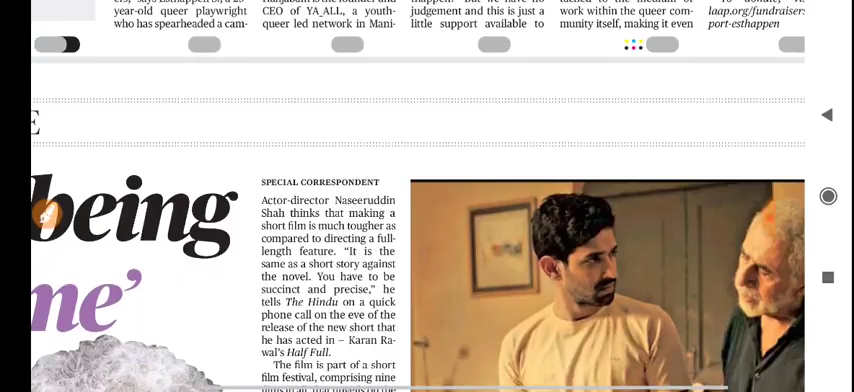 year-old queer playwright
who has spearheaded a cam-
CEO of YA_ALL, a youth-
queer led network in Mani-
judgement and this is just a
little support available to
work within the queer com-
munity itself, making it even
laap.org/fundraiser:
port-esthappen
E
being
me’
SPECIAL CORRESPONDENT
Actor-director Naseeruddin
Shah thinks that making a
short film is much tougher as
compared to directing a full-
length feature. “It is the
same as a short story against
the novel. You have to be
succinct and precise,” he
tells The Hindu on a quick
phone call on the eve of the
release of the new short that
he has acted in – Karan Ra-
wal’s Half Full.
The film is part of a short
film festival, comprising nine